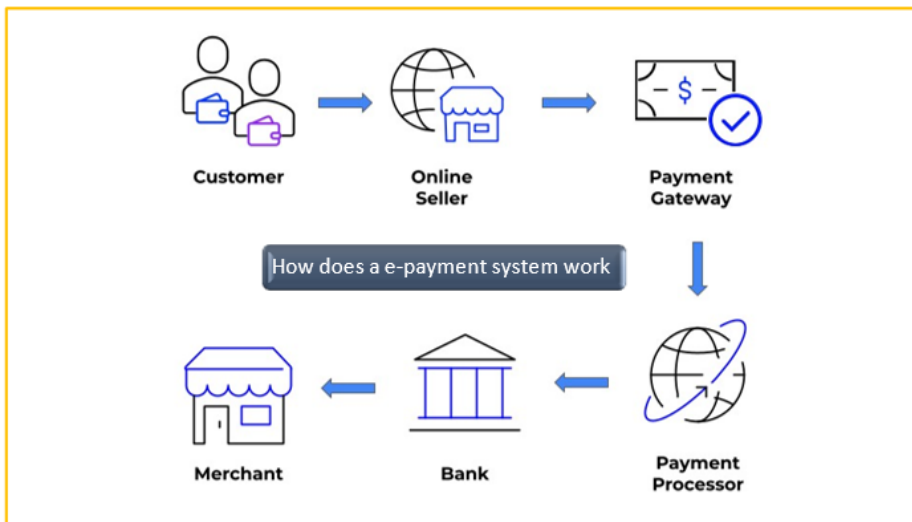 Customer
Online
Seller
Payment
Gateway
How does a e-payment system work
Merchant
Bank
Payment
Processor